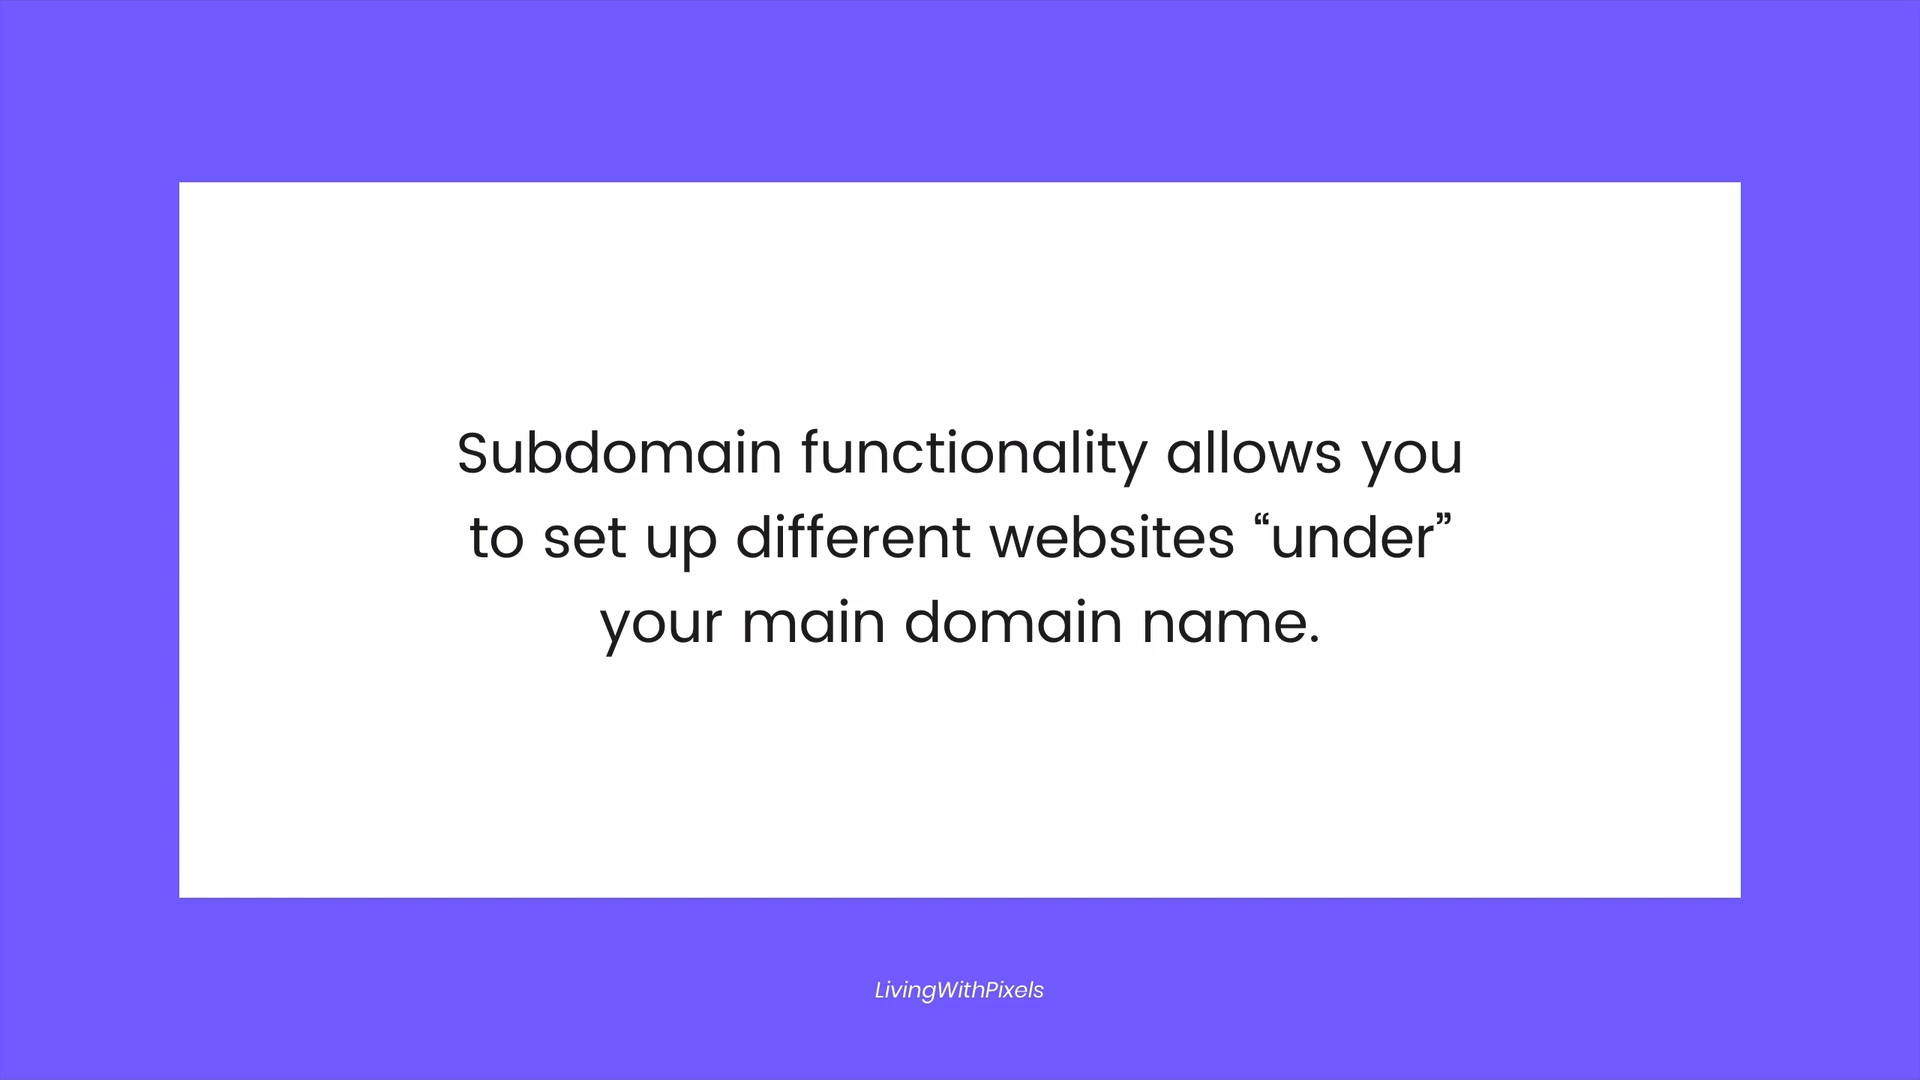 Subdomain functionality allows you
to set up different websites “under”
your main domain name.
LivingWithPixels